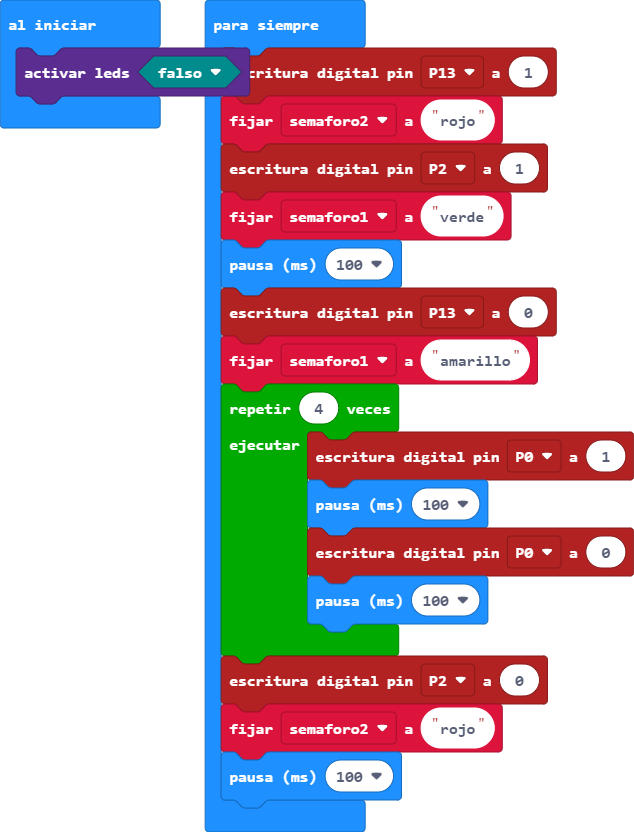 al iniciar
activar leds falso
para siempre
critura digital pin P13 a 1
fijar semaforo2 a "rojo"
escritura digital pin P2 a 1
fijar semaforo1 a "verde"
pausa (ms) 100
escritura digital pin P13 a 0
fijar semaforo1 a "amarillo"
repetir 4 veces
ejecutar
escritura digital pin P0 a 1
pausa (ms) 100
escritura digital pin P0 a 0
pausa (ms) 100
escritura digital pin P2 a 0
fijar semaforo2 a "rojo"
pausa (ms) 100